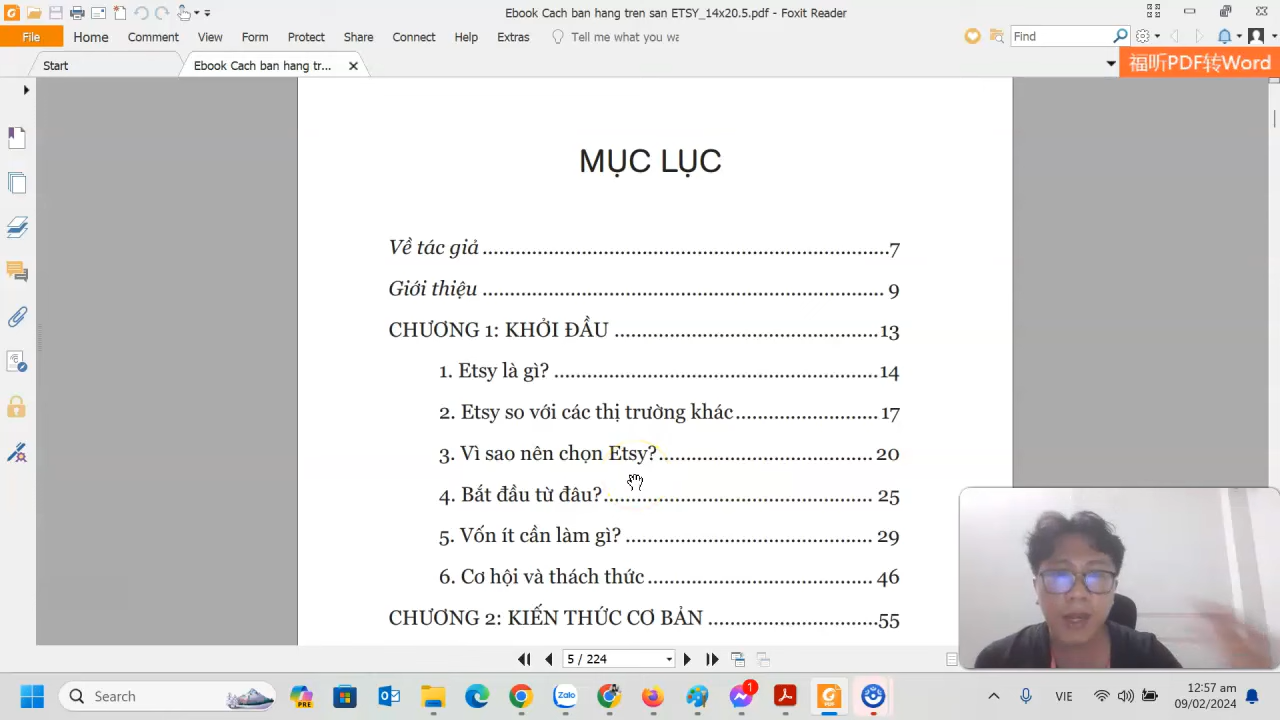 Ebook Cach ban hang tren san ETSY_14x20.5.pdf - Foxit Reader
File Home Comment View Form Protect Share Connect Help Extras Tell me what you wa Find
Start Ebook Cach ban hang tr... 福昕PDF转Word
MỤC LỤC
Về tác giả ..........................................................................7
Giới thiệu ......................................................................... 9
CHƯƠNG 1: KHỞI ĐẦU ................................................13
1. Etsy là gì? ...........................................................14
2. Etsy so với các thị trường khác..........................17
3. Vì sao nên chọn Etsy?....................................... 20
4. Bắt đầu từ đâu?................................................. 25
5. Vốn ít cần làm gì? ............................................. 29
6. Cơ hội và thách thức......................................... 46
CHƯƠNG 2: KIẾN THỨC CƠ BẢN ...............................55
5 / 224
Search PRE Zalo 1 PDF VIE 12:57 am
09/02/2024